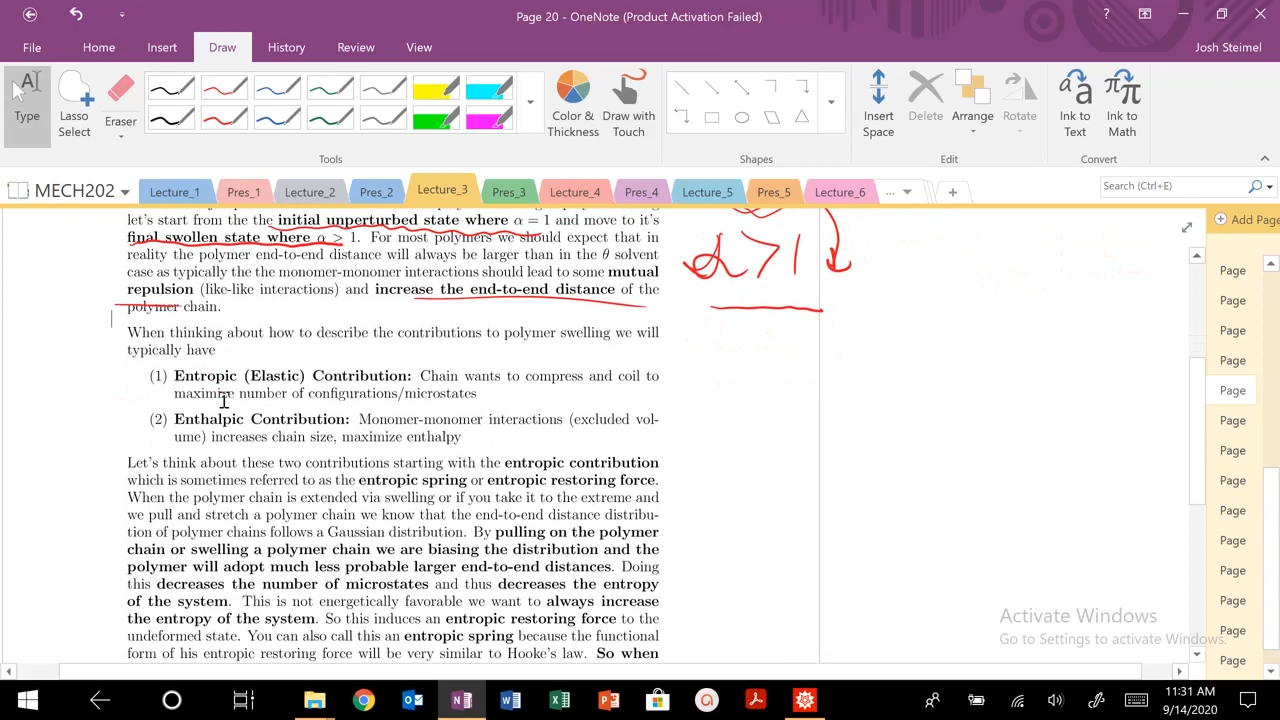 Page 20 - OneNote (Product Activation Failed)
?
File
Home
Insert
Draw
History
Review
View
Josh Steimel
Type
Lasso Select
Eraser
Color & Thickness
Draw with Touch
Insert Space
Delete
Arrange
Rotate
Ink to Text
Ink to Math
Tools
Shapes
Edit
Convert
MECH202
Lecture_1
Pres_1
Lecture_2
Pres_2
Lecture_3
Pres_3
Lecture_4
Pres_4
Lecture_5
Pres_5
Lecture_6
...
Search (Ctrl+E)
Add Page
let's start from the the initial unperturbed state where α = 1 and move to it's
final swollen state where α > 1. For most polymers we should expect that in
reality the polymer end-to-end distance will always be larger than in the θ solvent
case as typically the the monomer-monomer interactions should lead to some mutual
repulsion (like-like interactions) and increase the end-to-end distance of the
polymer chain.
α > 1
When thinking about how to describe the contributions to polymer swelling we will
typically have
(1) Entropic (Elastic) Contribution: Chain wants to compress and coil to
maximize number of configurations/microstates
(2) Enthalpic Contribution: Monomer-monomer interactions (excluded vol-
ume) increases chain size, maximize enthalpy
Let's think about these two contributions starting with the entropic contribution
which is sometimes referred to as the entropic spring or entropic restoring force.
When the polymer chain is extended via swelling or if you take it to the extreme and
we pull and stretch a polymer chain we know that the end-to-end distance distribu-
tion of polymer chains follows a Gaussian distribution. By pulling on the polymer
chain or swelling a polymer chain we are biasing the distribution and the
polymer will adopt much less probable larger end-to-end distances. Doing
this decreases the number of microstates and thus decreases the entropy
of the system. This is not energetically favorable we want to always increase
the entropy of the system. So this induces an entropic restoring force to the
undeformed state. You can also call this an entropic spring because the functional
form of his entropic restoring force will be very similar to Hooke's law. So when
Page
Page
Page
Page
Page
Page
Page
Page
Page
Page
Page
Page
Page
Page
Activate Windows
Go to Settings to activate Windows.
11:31 AM
9/14/2020